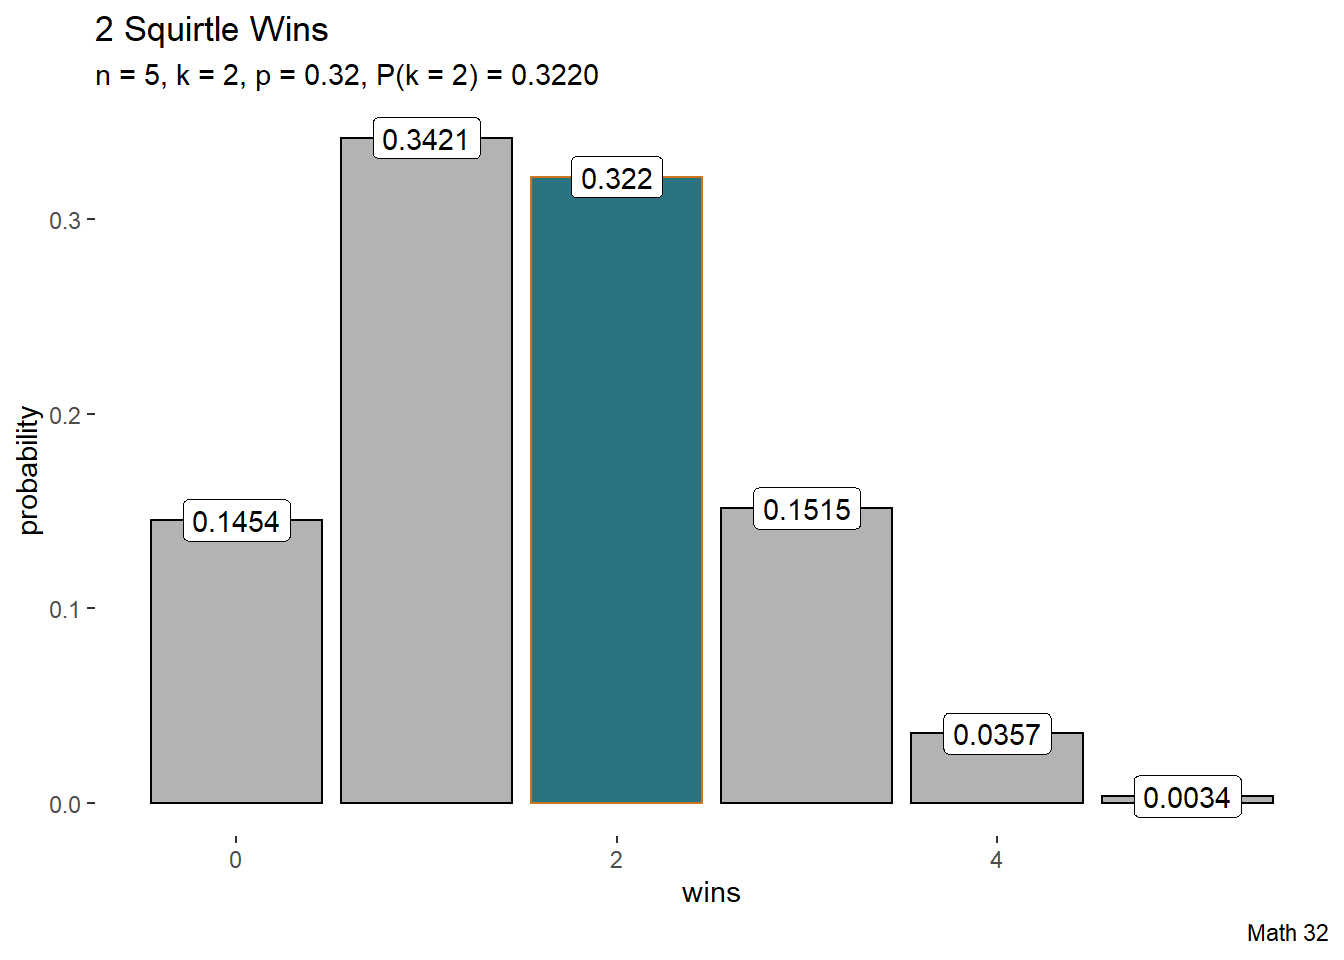 2 Squirtle Wins
n = 5, k = 2, p = 0.32, P(k = 2) = 0.3220
0.3421
0.322
0.3
0.2
probability
0.1454
0.1515
0.1
0.0357
0.0034
0.0
0
2
4
wins
Math 32